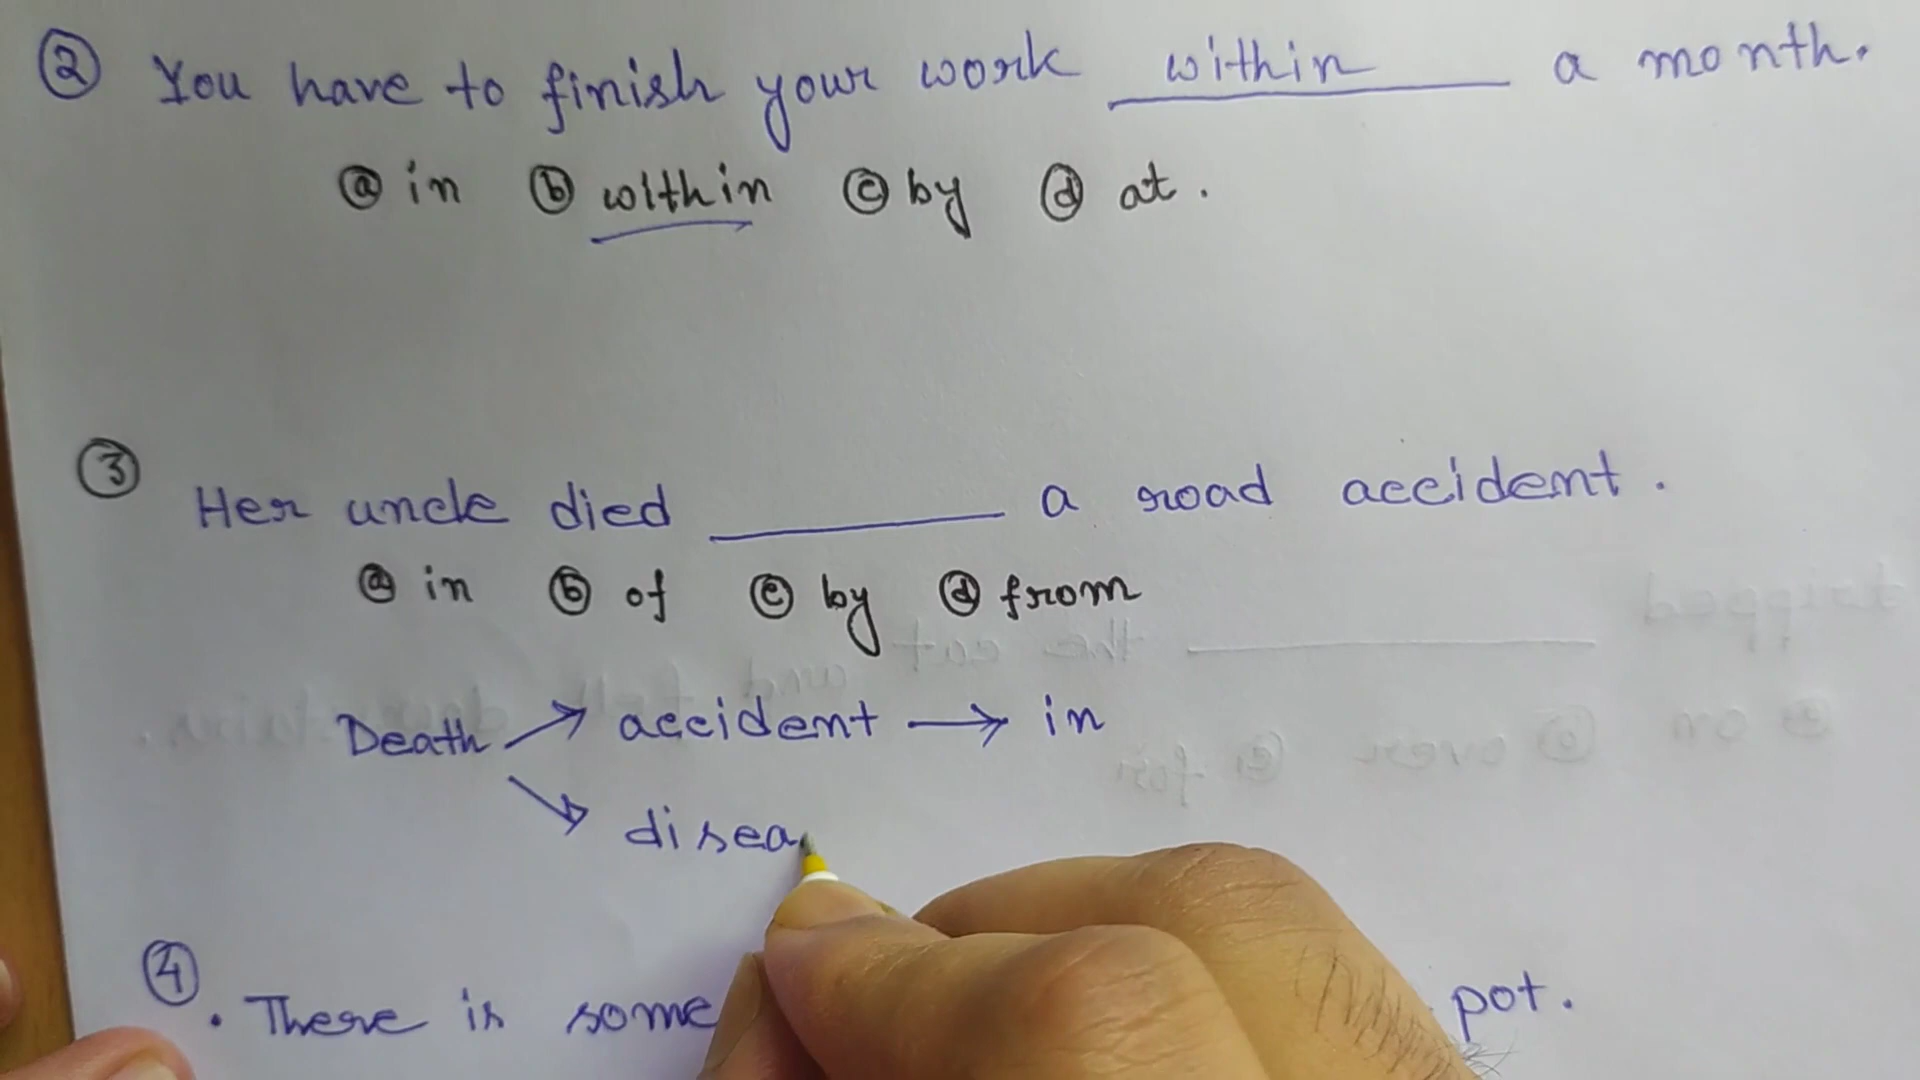 ② You have to finish your work within a month.
ⓐ in ⓑ within ⓒ by ⓓ at.
③ Her uncle died ________ a road accident.
ⓐ in ⓑ of ⓒ by ⓓ from
Death → accident → in
→ disea
④. There is some pot.